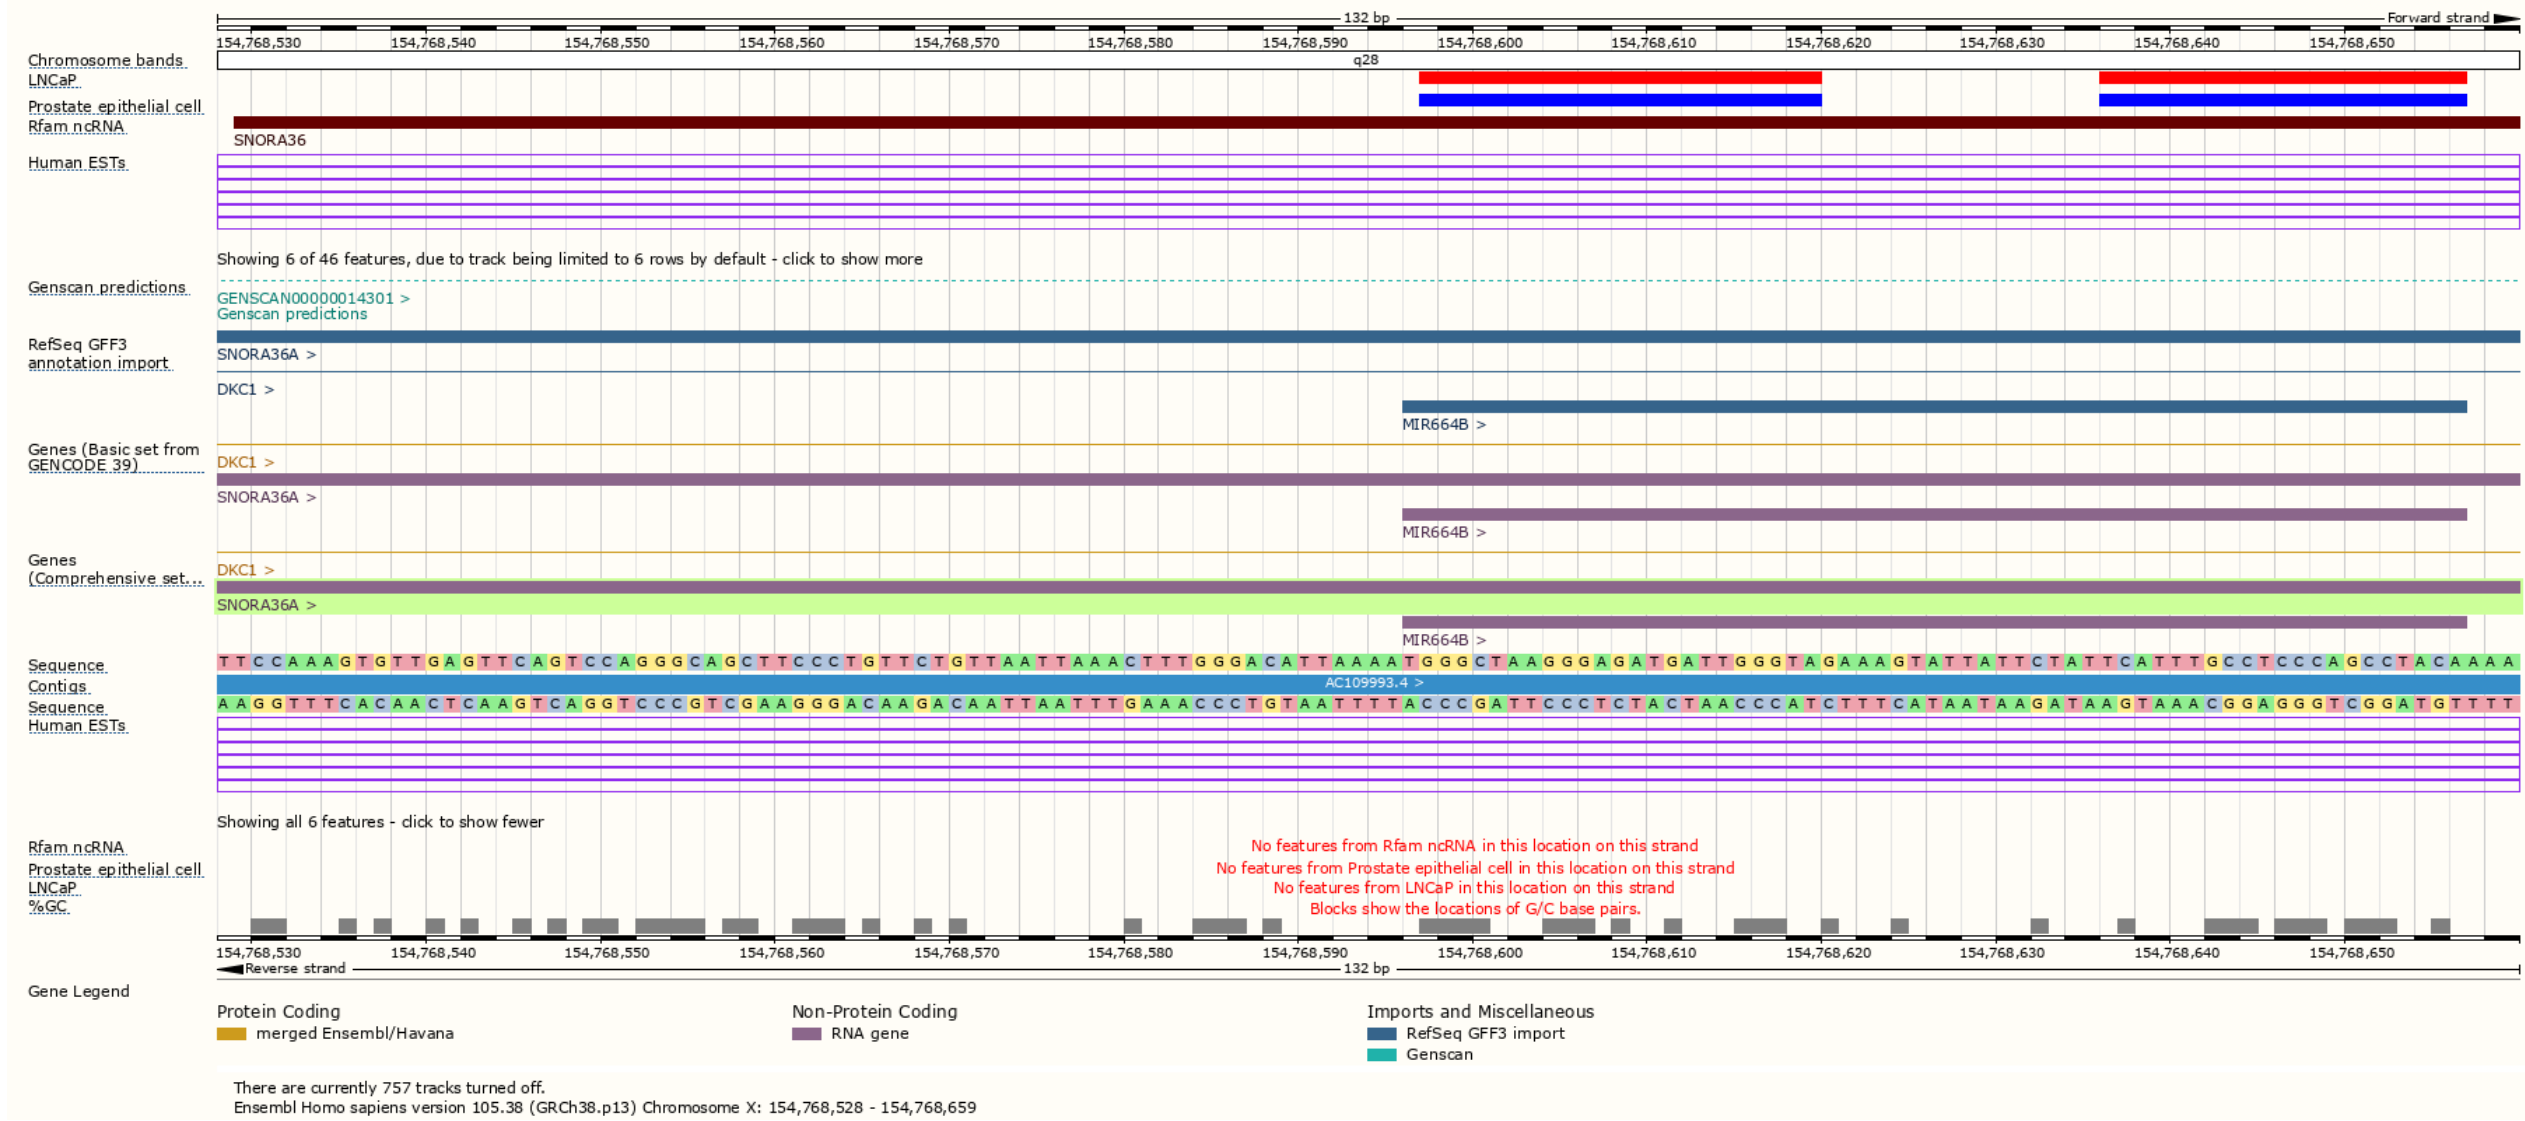 132 bp Forward strand
154,768,530 154,768,540 154,768,550 154,768,560 154,768,570 154,768,580 154,768,590 154,768,600 154,768,610 154,768,620 154,768,630 154,768,640 154,768,650
Chromosome bands q28
LNCaP
Prostate epithelial cell
Rfam ncRNA
SNORA36
Human ESTs
Showing 6 of 46 features, due to track being limited to 6 rows by default - click to show more
Genscan predictions
GENSCAN00000014301 >
Genscan predictions
RefSeq GFF3
annotation import
SNORA36A >
DKC1 >
MIR664B >
Genes (Basic set from
GENCODE 39)
DKC1 >
SNORA36A >
MIR664B >
Genes
(Comprehensive set...
DKC1 >
SNORA36A >
MIR664B >
Sequence T T C C A A A G T G T T G A G T T C A G T C C A G G G C A G C T T C C C T G T T C T G T T A A T T A A A C T T T G G G A C A T T A A A A T G G G C T A A G G G A G A T G A T T G G G T A G A A A G T A T T A T T C T A T T C A T T T G C C T C C C A G C C T A C A A A A
Contigs AC109993.4 >
Sequence A A G G T T T C A C A A C T C A A G T C A G G T C C C G T C G A A G G G A C A A G A C A A T T A A T T T G A A A C C C T G T A A T T T T A C C C G A T T C C C T C T A C T A A C C C A T C T T T C A T A A T A A G A T A A G T A A A C G G A G G G T C G G A T G T T T T
Human ESTs
Showing all 6 features - click to show fewer
Rfam ncRNA No features from Rfam ncRNA in this location on this strand
Prostate epithelial cell No features from Prostate epithelial cell in this location on this strand
LNCaP No features from LNCaP in this location on this strand
%GC Blocks show the locations of G/C base pairs.
154,768,530 154,768,540 154,768,550 154,768,560 154,768,570 154,768,580 154,768,590 154,768,600 154,768,610 154,768,620 154,768,630 154,768,640 154,768,650
Reverse strand 132 bp
Gene Legend
Protein Coding Non-Protein Coding Imports and Miscellaneous
merged Ensembl/Havana RNA gene RefSeq GFF3 import
Genscan
There are currently 757 tracks turned off.
Ensembl Homo sapiens version 105.38 (GRCh38.p13) Chromosome X: 154,768,528 - 154,768,659